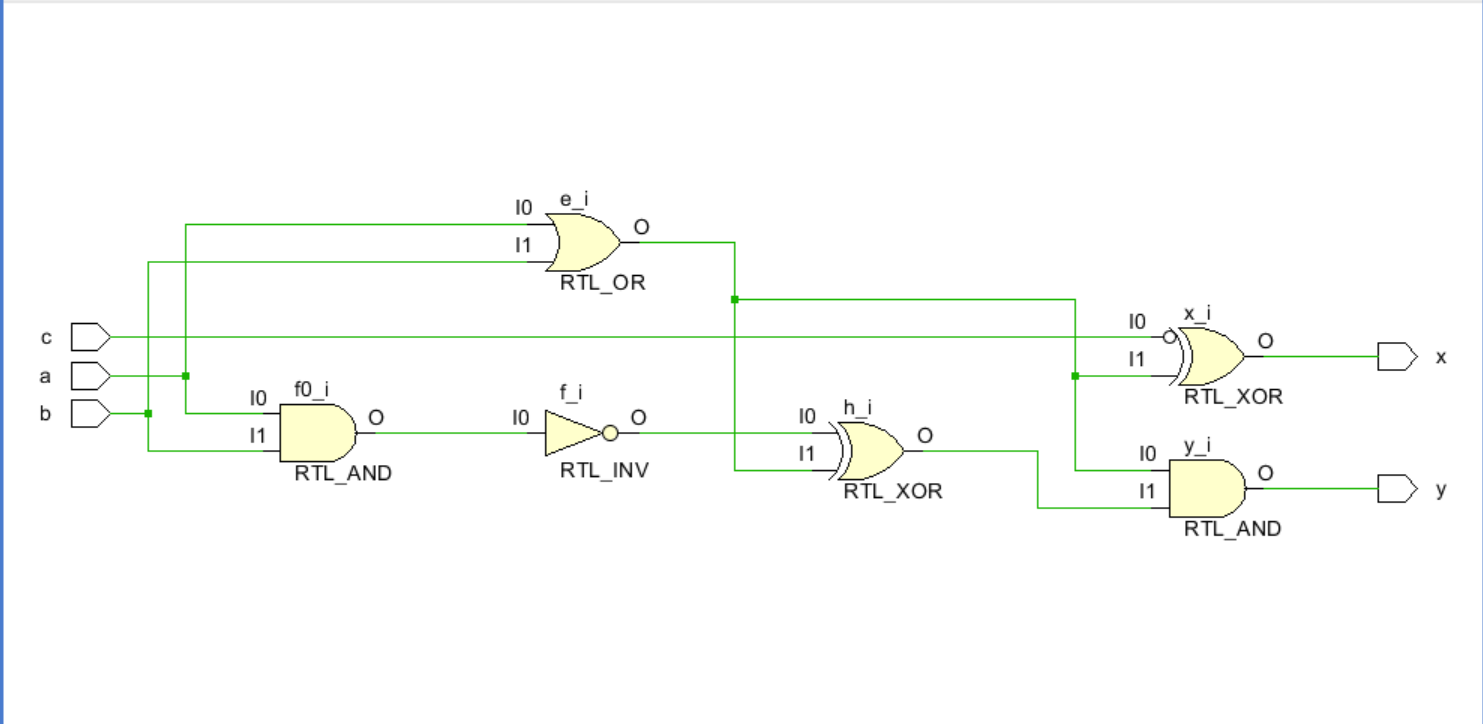 e_i
I0
O
I1
RTL_OR
x_i
I0
c
O
I1
x
a
RTL_XOR
f0_i
f_i
I0
h_i
b
O
I0
O
I0
I1
O
y_i
I0
I1
O
RTL_AND
RTL_INV
I1
y
RTL_XOR
RTL_AND